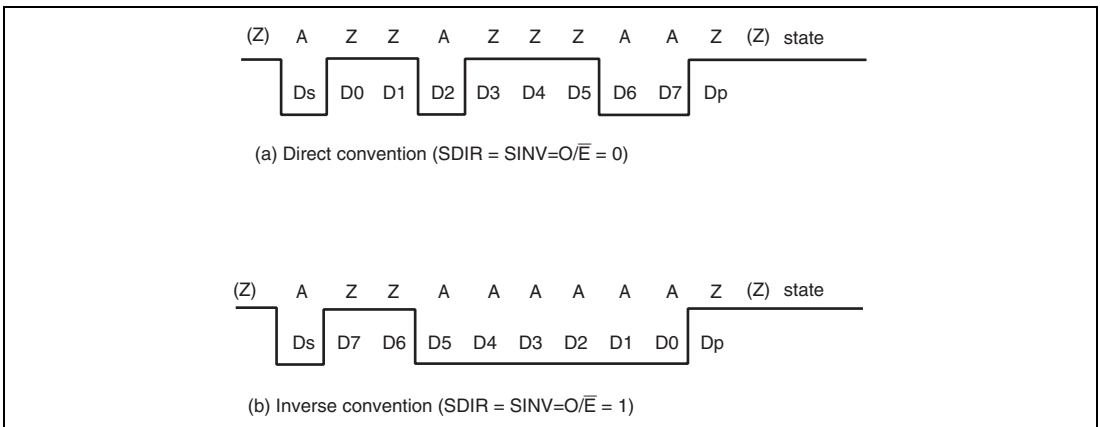 (Z) A Z Z A Z Z Z A A Z (Z) state
Ds D0 D1 D2 D3 D4 D5 D6 D7 Dp
(a) Direct convention (SDIR = SINV=O/E̅ = 0)
(Z) A Z Z A A A A A A Z (Z) state
Ds D7 D6 D5 D4 D3 D2 D1 D0 Dp
(b) Inverse convention (SDIR = SINV=O/E̅ = 1)